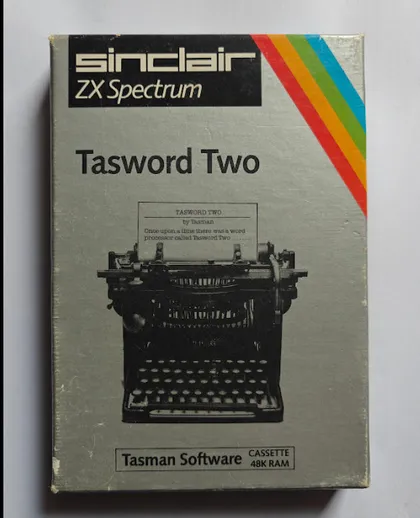 sinclair
ZX Spectrum
Tasword Two
TASWORD TWO
by Tasman
Once upon a time there was a word
processor called Tasword Two ........
Tasman Software
CASSETTE
48K RAM